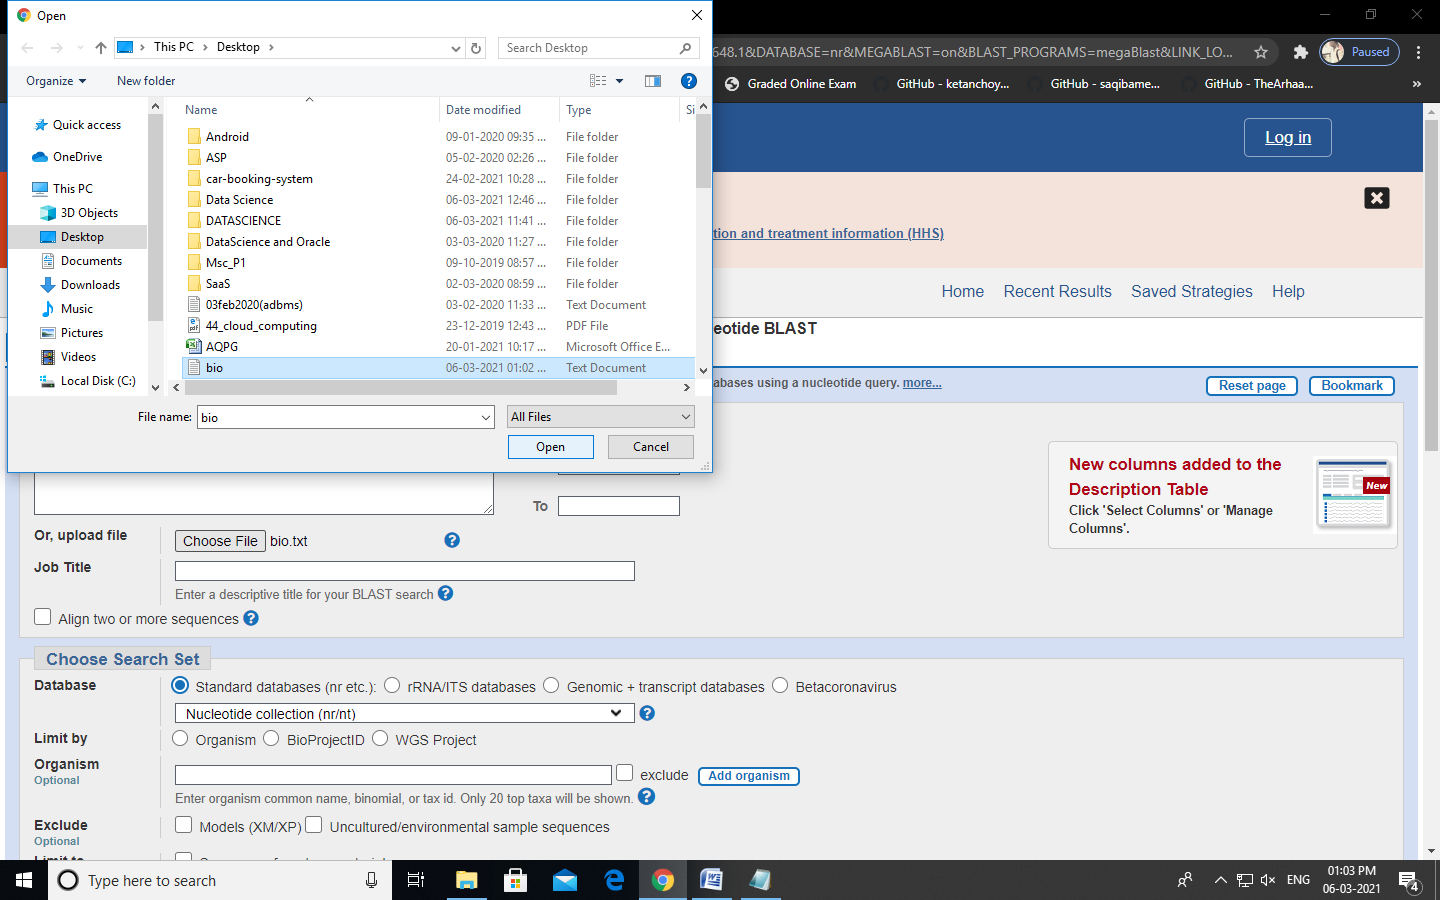 Open
This PC > Desktop >
Search Desktop
648.1&DATABASE=nr&MEGABLAST=on&BLAST_PROGRAMS=megaBlast&LINK_LO...
Paused
Organize
New folder
Graded Online Exam
GitHub - ketanchoy...
GitHub - saqibame...
GitHub - TheArhaa...
»
Name Date modified Type Si
Quick access
OneDrive
This PC
3D Objects
Desktop
Documents
Downloads
Music
Pictures
Videos
Local Disk (C:)
Android 09-01-2020 09:35 ... File folder
ASP 05-02-2020 02:26 ... File folder
car-booking-system 24-02-2021 10:28 ... File folder
Data Science 06-03-2021 12:46 ... File folder
DATASCIENCE 06-03-2021 11:41 ... File folder
DataScience and Oracle 03-03-2020 11:27 ... File folder
Msc_P1 09-10-2019 08:57 ... File folder
SaaS 02-03-2020 08:59 ... File folder
03feb2020(adbms) 03-02-2020 11:33 ... Text Document
44_cloud_computing 23-12-2019 12:43 ... PDF File
AQPG 20-01-2021 10:17 ... Microsoft Office E...
bio 06-03-2021 01:02 ... Text Document
File name: bio
All Files
Open Cancel
Log in
tion and treatment information (HHS)
Home Recent Results Saved Strategies Help
eotide BLAST
abases using a nucleotide query. more...
Reset page Bookmark
New columns added to the
Description Table
Click 'Select Columns' or 'Manage
Columns'.
New
To
Or, upload file Choose File bio.txt
Job Title
Enter a descriptive title for your BLAST search
Align two or more sequences
Choose Search Set
Database Standard databases (nr etc.): rRNA/ITS databases Genomic + transcript databases Betacoronavirus
Nucleotide collection (nr/nt)
Limit by Organism BioProjectID WGS Project
Organism
Optional
exclude Add organism
Enter organism common name, binomial, or tax id. Only 20 top taxa will be shown.
Exclude Models (XM/XP) Uncultured/environmental sample sequences
Optional
Type here to search
ENG
01:03 PM
06-03-2021
4